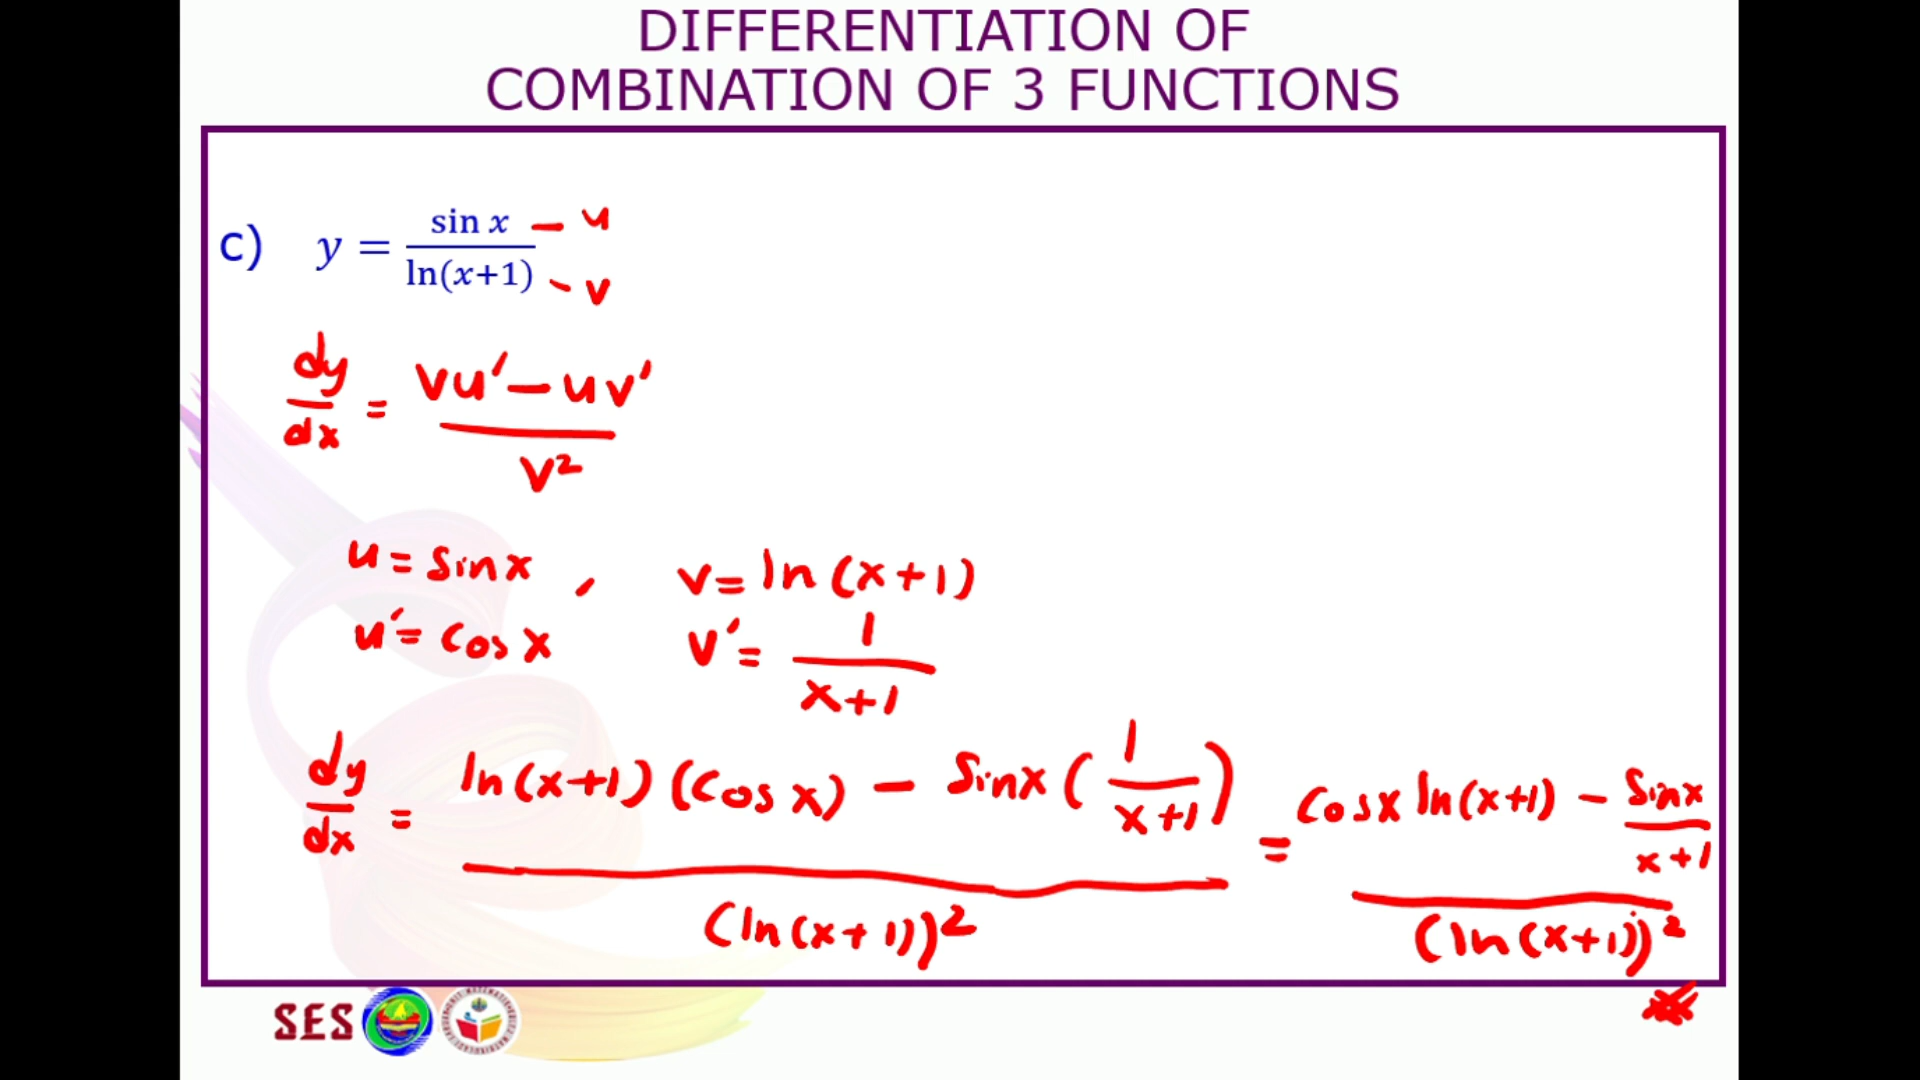 DIFFERENTIATION OF
COMBINATION OF 3 FUNCTIONS
c) y = sin x / ln(x+1) – u – v
dy/dx = vu′ – uv′ / v²
u = sin x , v = ln (x+1)
u′ = cos x v′ = 1 / x+1
dy/dx = ln(x+1) (cos x) – sin x ( 1 / x+1 ) / (ln(x+1))² = cos x ln(x+1) – sin x / x+1 / (ln(x+1))²
SES